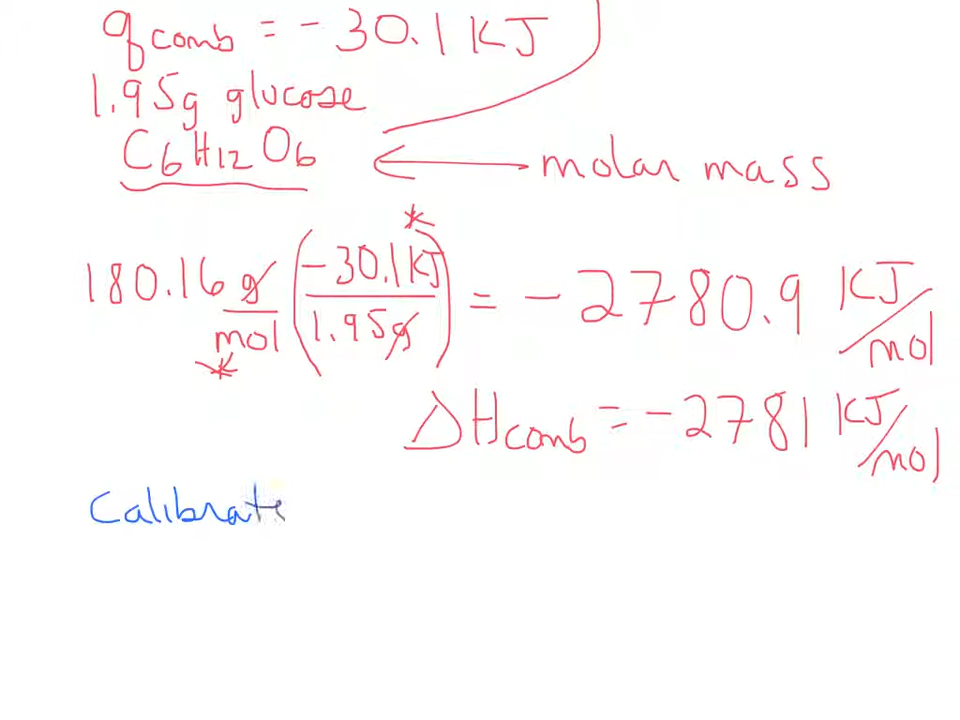 qcomb = -30.1 KJ
1.95g glucose
C6H12O6 ← molar mass
180.16 g/mol (-30.1 KJ / 1.95g) = -2780.9 KJ/mol
ΔHcomb = -2781 KJ/mol
Calibrate